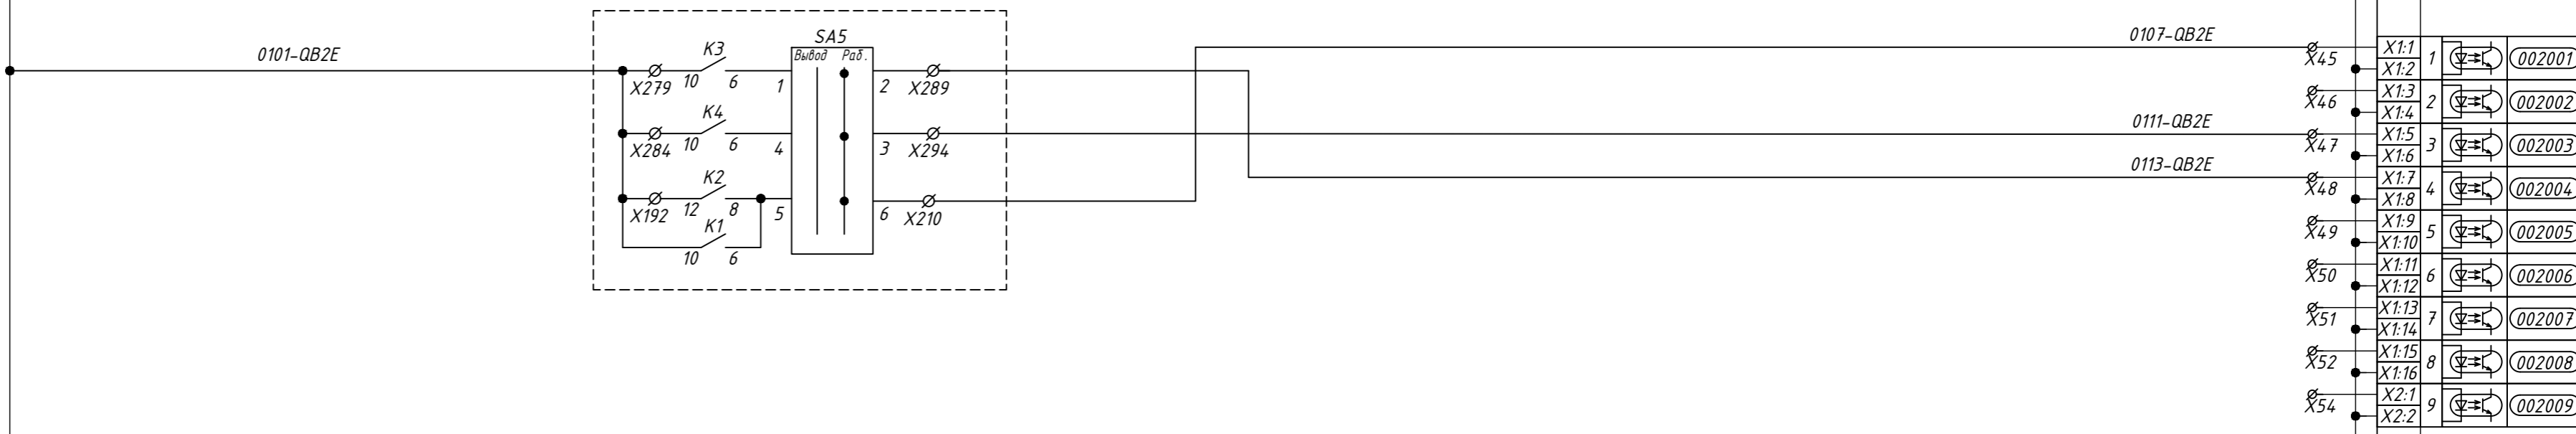 0101-QB2E
SA5
Вывод Раб.
K3
X279 10 6 1 2 X289
K4
X284 10 6 4 3 X294
K2
X192 12 8 5 6 X210
K1
10 6
0107-QB2E
0111-QB2E
0113-QB2E
X45
X46
X47
X48
X49
X50
X51
X52
X54
X1:1
X1:2
1
002001
X1:3
X1:4
2
002002
X1:5
X1:6
3
002003
X1:7
X1:8
4
002004
X1:9
X1:10
5
002005
X1:11
X1:12
6
002006
X1:13
X1:14
7
002007
X1:15
X1:16
8
002008
X2:1
X2:2
9
002009